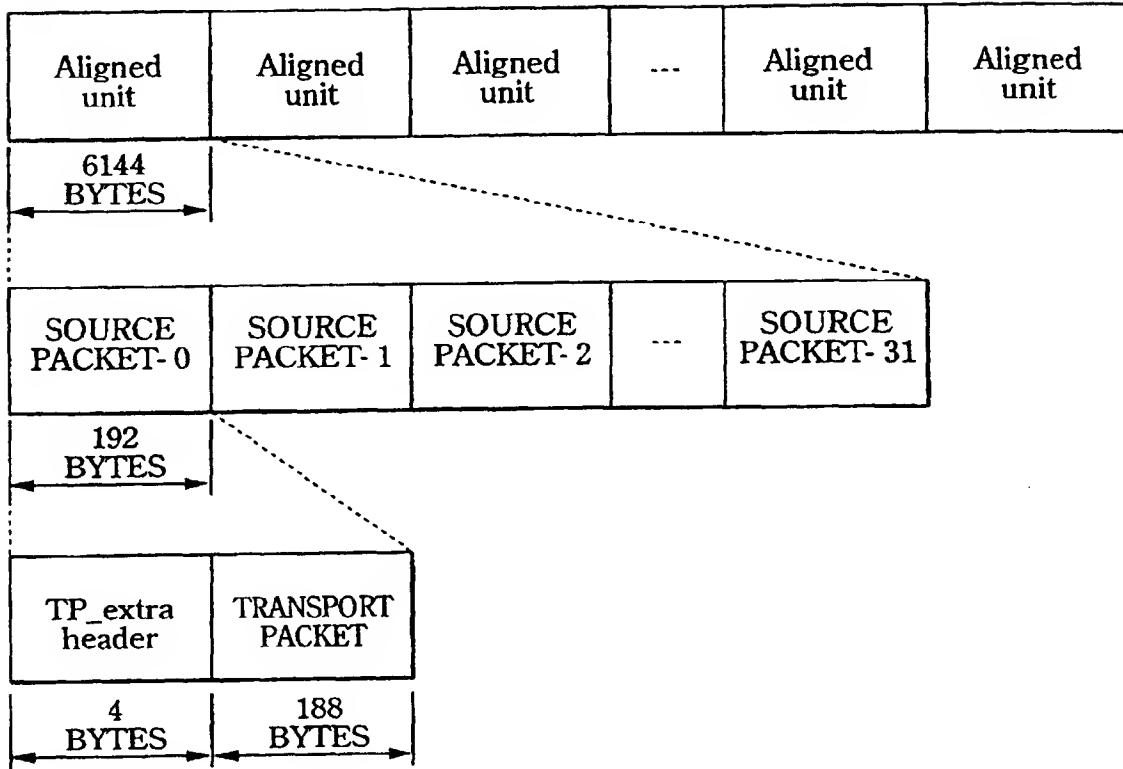 Aligned unit
Aligned unit
Aligned unit
---
Aligned unit
Aligned unit
6144 BYTES
SOURCE PACKET- 0
SOURCE PACKET- 1
SOURCE PACKET- 2
---
SOURCE PACKET- 31
192 BYTES
TP_extra header
TRANSPORT PACKET
4 BYTES
188 BYTES